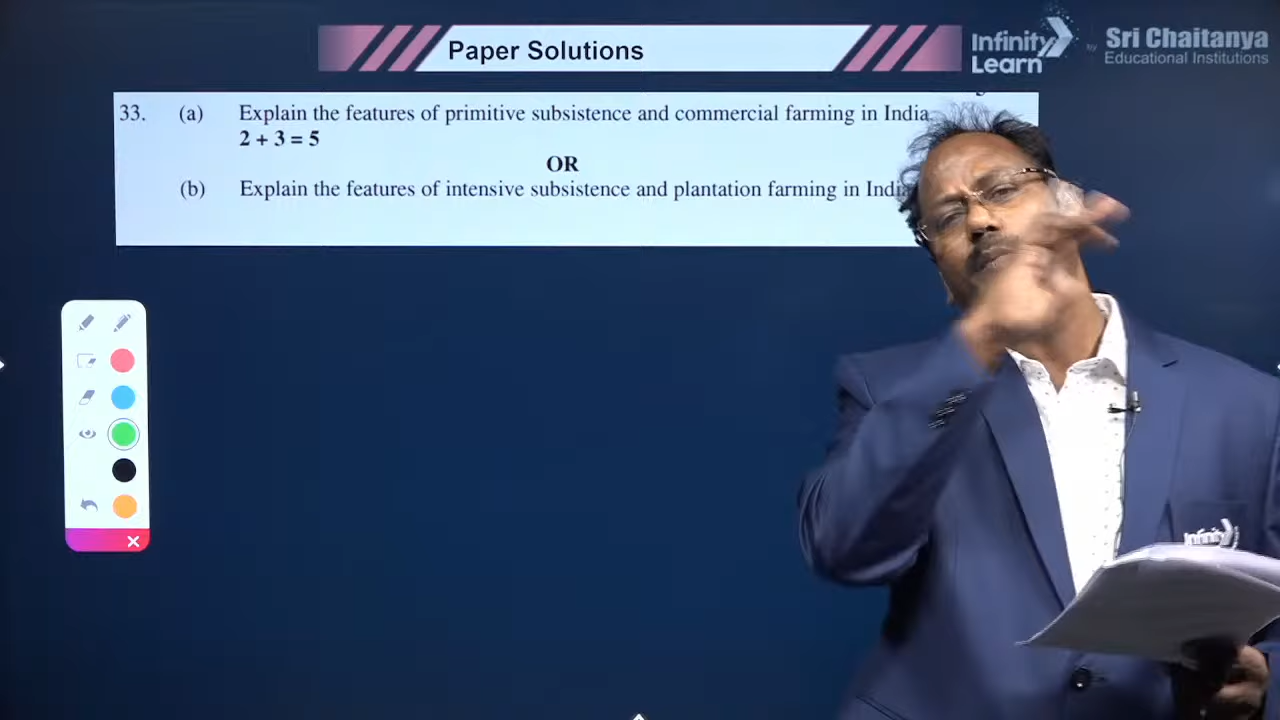 Paper Solutions
Infinity Learn
by
Sri Chaitanya
Educational Institutions
33. (a) Explain the features of primitive subsistence and commercial farming in India
2 + 3 = 5
OR
(b) Explain the features of intensive subsistence and plantation farming in
Infinity